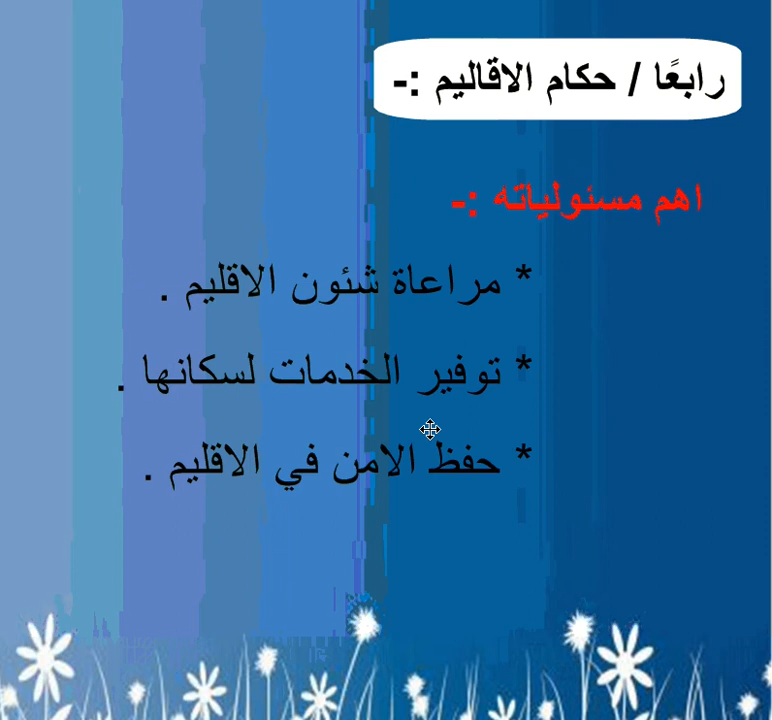 رابعًا / حكام الاقاليم :-
اهم مسئولياته :-
* مراعاة شئون الاقليم .
* توفير الخدمات لسكانها .
* حفظ الامن في الاقليم .